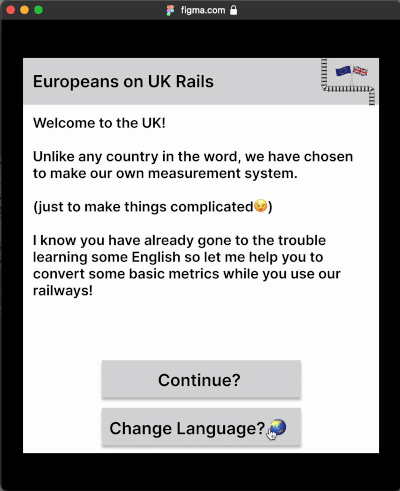 figma.com
Europeans on UK Rails
Welcome to the UK!
Unlike any country in the word, we have chosen
to make our own measurement system.
(just to make things complicated😉)
I know you have already gone to the trouble
learning some English so let me help you to
convert some basic metrics while you use our
railways!
Continue?
Change Language?🌏